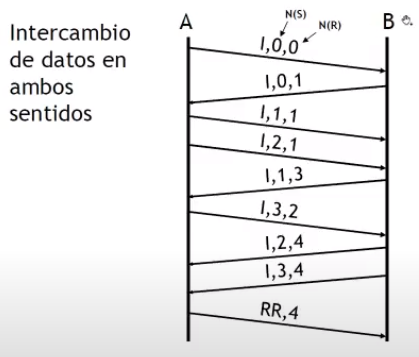 Intercambio
de datos en
ambos
sentidos
A
N(S)
N(R)
B
I,0,0
I,0,1
I,1,1
I,2,1
I,1,3
I,3,2
I,2,4
I,3,4
RR,4